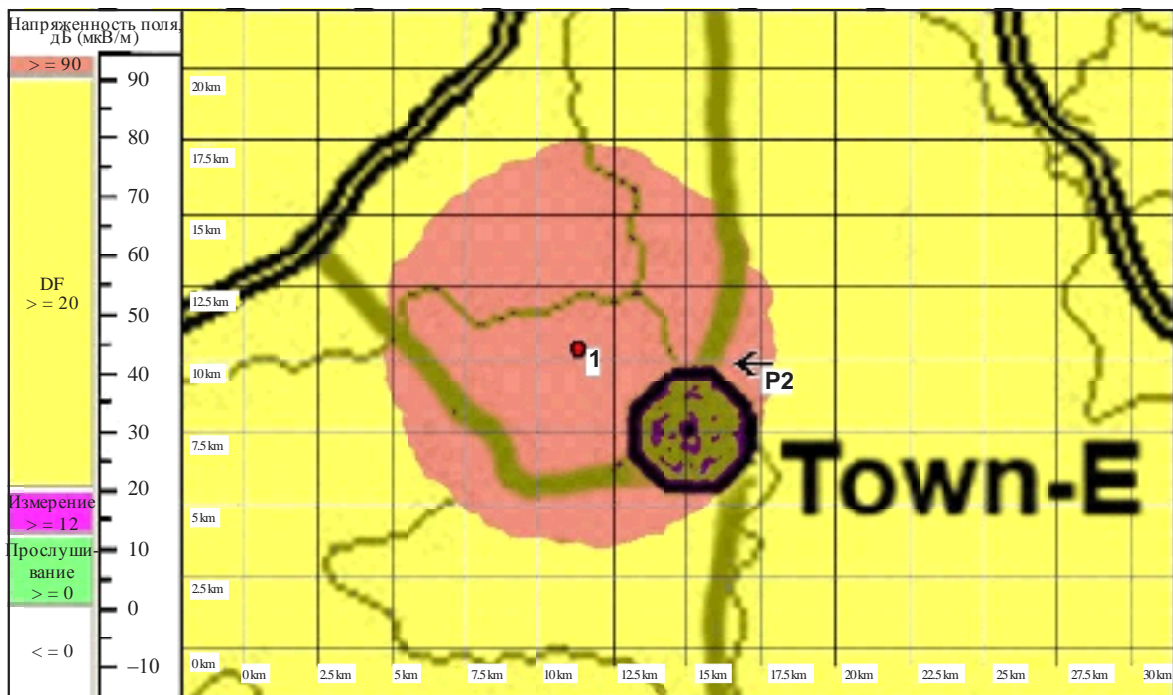 Напряженность поля,
дБ (мкВ/м)
> = 90
DF
> = 20
Измерение
> = 12
Прослуши-
вание
> = 0
< = 0
90
80
70
60
50
40
30
20
10
0
–10
20 km
17.5 km
15 km
12.5 km
10 km
7.5 km
5 km
2.5 km
0 km
0 km
2.5 km
5 km
10 km
12.5 km
15 km
17.5 km
20 km
22.5 km
25 km
27.5 km
30 km
1
P2
Town-E